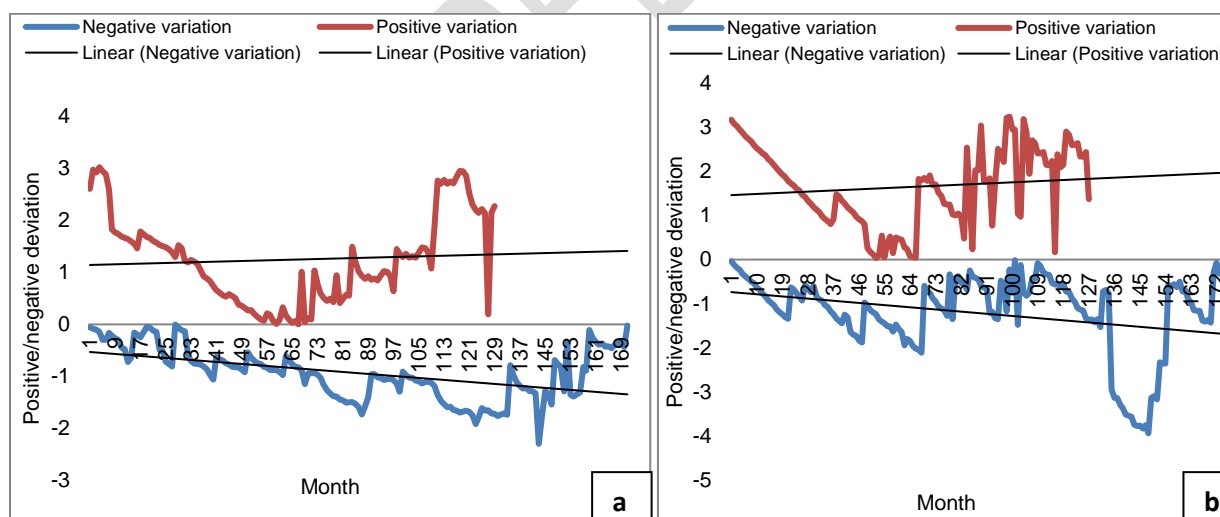 Negative variation Positive variation
Linear (Negative variation) Linear (Positive variation)
4
3
2
1
0
-1
-2
-3
1 9 17 25 33 41 49 57 65 73 81 89 97 105 113 121 129 137 145 153 161 169
Positive/negative deviation
Month
a
Negative variation Positive variation
Linear (Negative variation) Linear (Positive variation
4
3
2
1
0
-1
-2
-3
-4
-5
1 10 19 28 37 46 55 64 73 82 91 100 109 118 127 136 145 154 163 172
Positive/negative deviation
Month
b